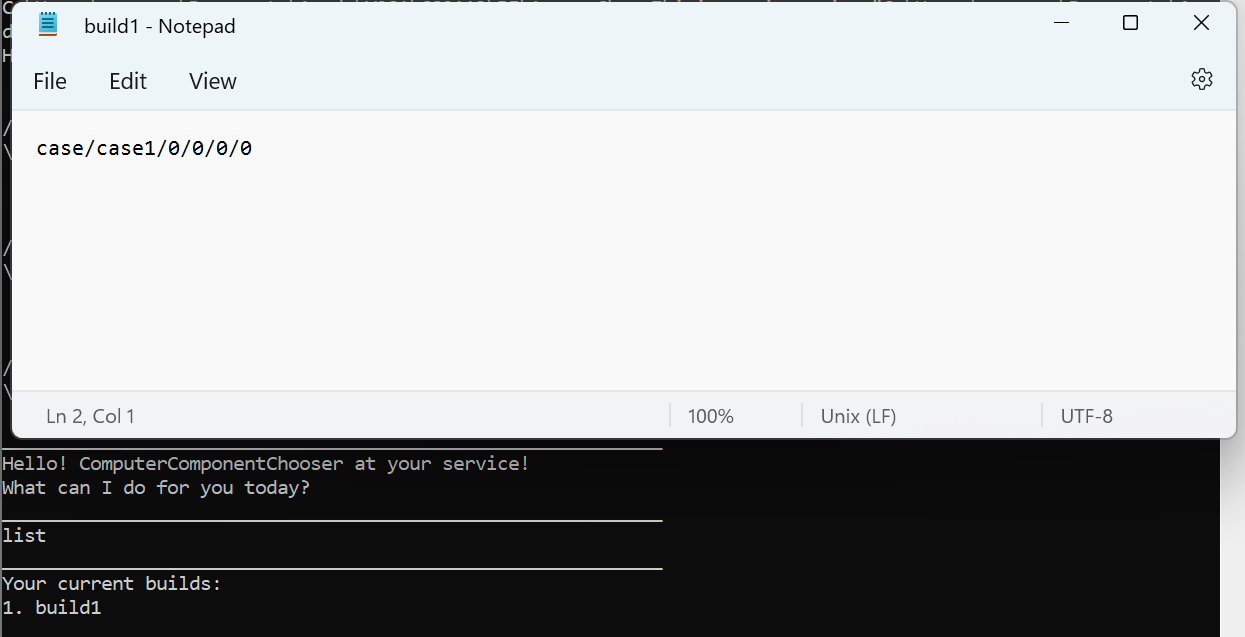 build1 - Notepad
File Edit View
case/case1/0/0/0/0
Ln 2, Col 1 100% Unix (LF) UTF-8
Hello! ComputerComponentChooser at your service!
What can I do for you today?
list
Your current builds:
1. build1